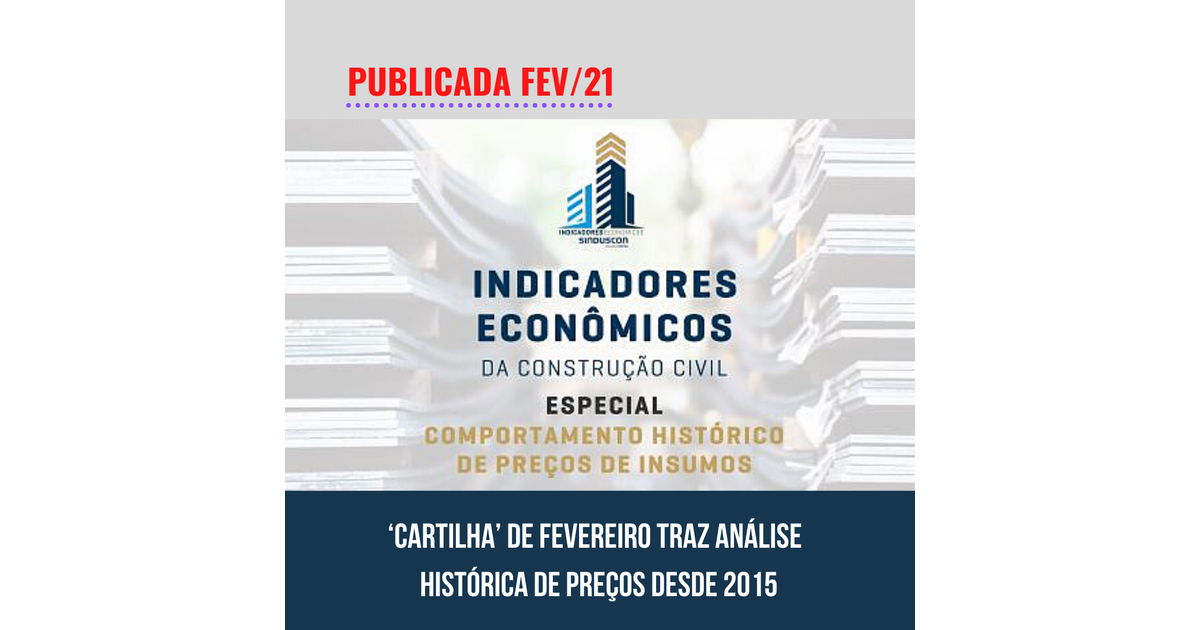 PUBLICADA FEV/21
INDICADORES ECONÔMICOS
SINDUSCON
INDICADORES
ECONÔMICOS
DA CONSTRUÇÃO CIVIL
ESPECIAL
COMPORTAMENTO HISTÓRICO
DE PREÇOS DE INSUMOS
‘CARTILHA’ DE FEVEREIRO TRAZ ANÁLISE
HISTÓRICA DE PREÇOS DESDE 2015